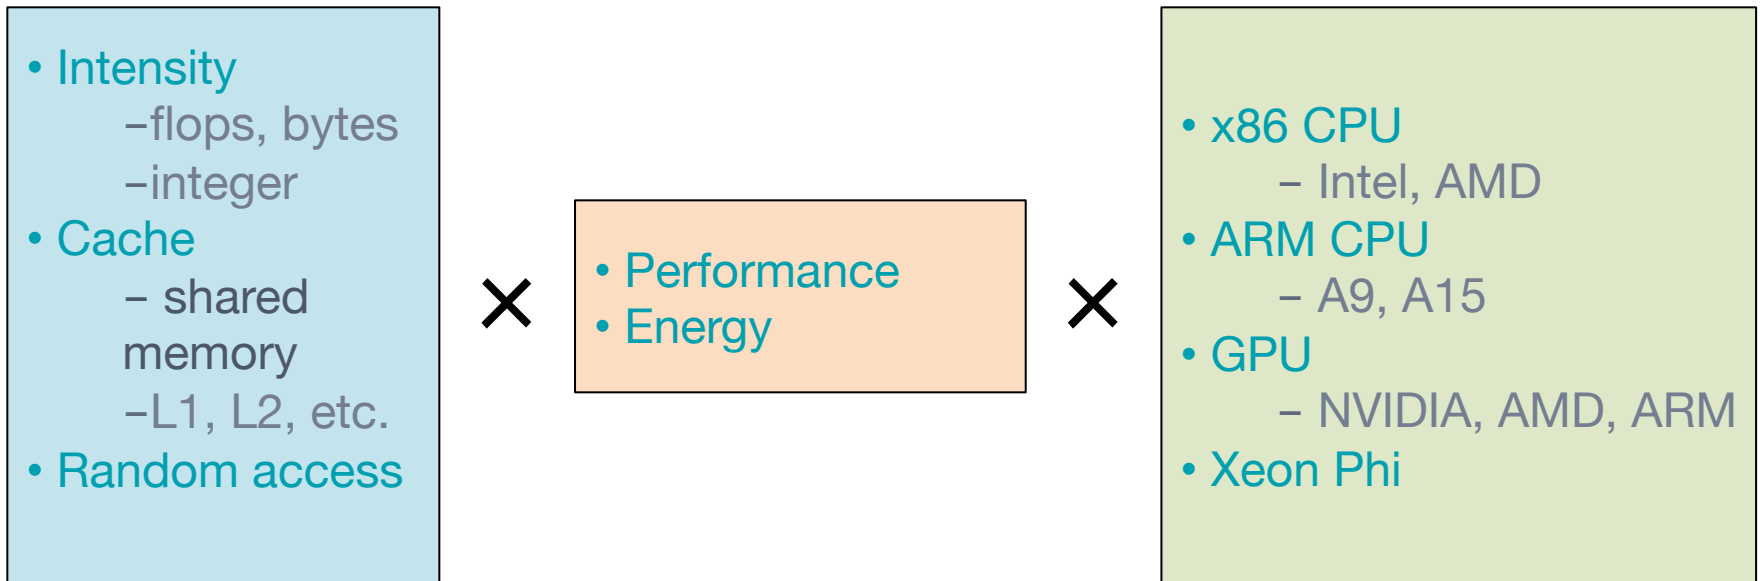 • Intensity
–flops, bytes
–integer
• Cache
– shared
memory
–L1, L2, etc.
• Random access
×
• Performance
• Energy
×
• x86 CPU
– Intel, AMD
• ARM CPU
– A9, A15
• GPU
– NVIDIA, AMD, ARM
• Xeon Phi